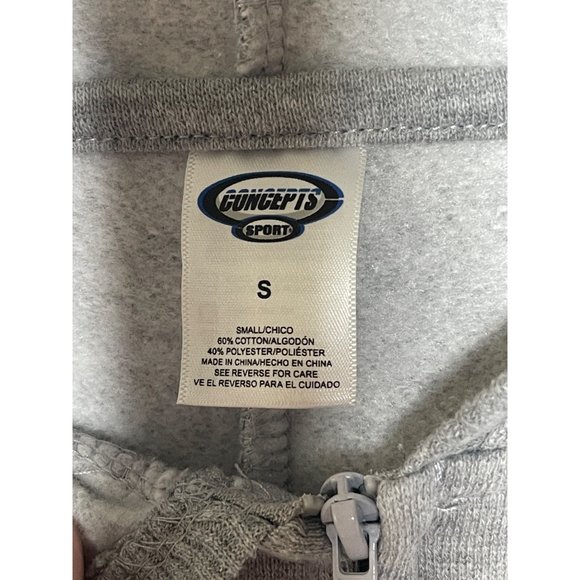 CONCEPTS
SPORT
S
SMALL/CHICO
60% COTTON/ALGODÓN
40% POLYESTER/POLIÉSTER
MADE IN CHINA/HECHO EN CHINA
SEE REVERSE FOR CARE
VE EL REVERSO PARA EL CUIDADO